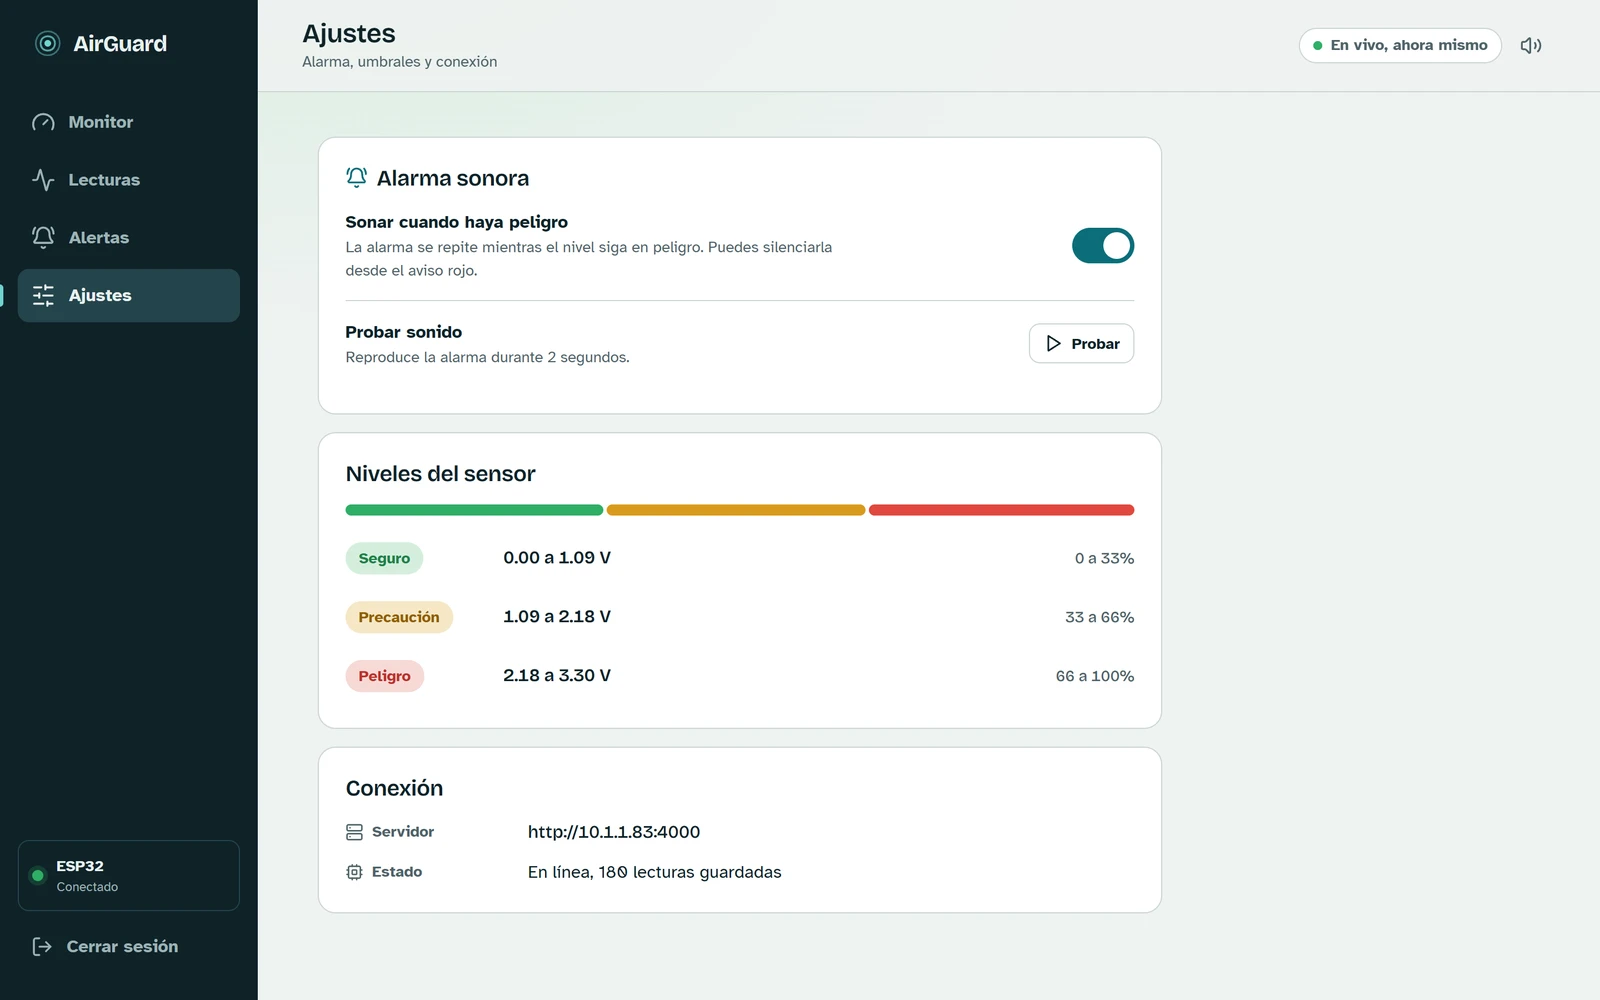 AirGuard
Monitor
Lecturas
Alertas
Ajustes
ESP32
Conectado
Cerrar sesión
Ajustes
Alarma, umbrales y conexión
En vivo, ahora mismo
Alarma sonora
Sonar cuando haya peligro
La alarma se repite mientras el nivel siga en peligro. Puedes silenciarla
desde el aviso rojo.
Probar sonido
Reproduce la alarma durante 2 segundos.
Probar
Niveles del sensor
Seguro 0.00 a 1.09 V 0 a 33%
Precaución 1.09 a 2.18 V 33 a 66%
Peligro 2.18 a 3.30 V 66 a 100%
Conexión
Servidor http://10.1.1.83:4000
Estado En línea, 180 lecturas guardadas